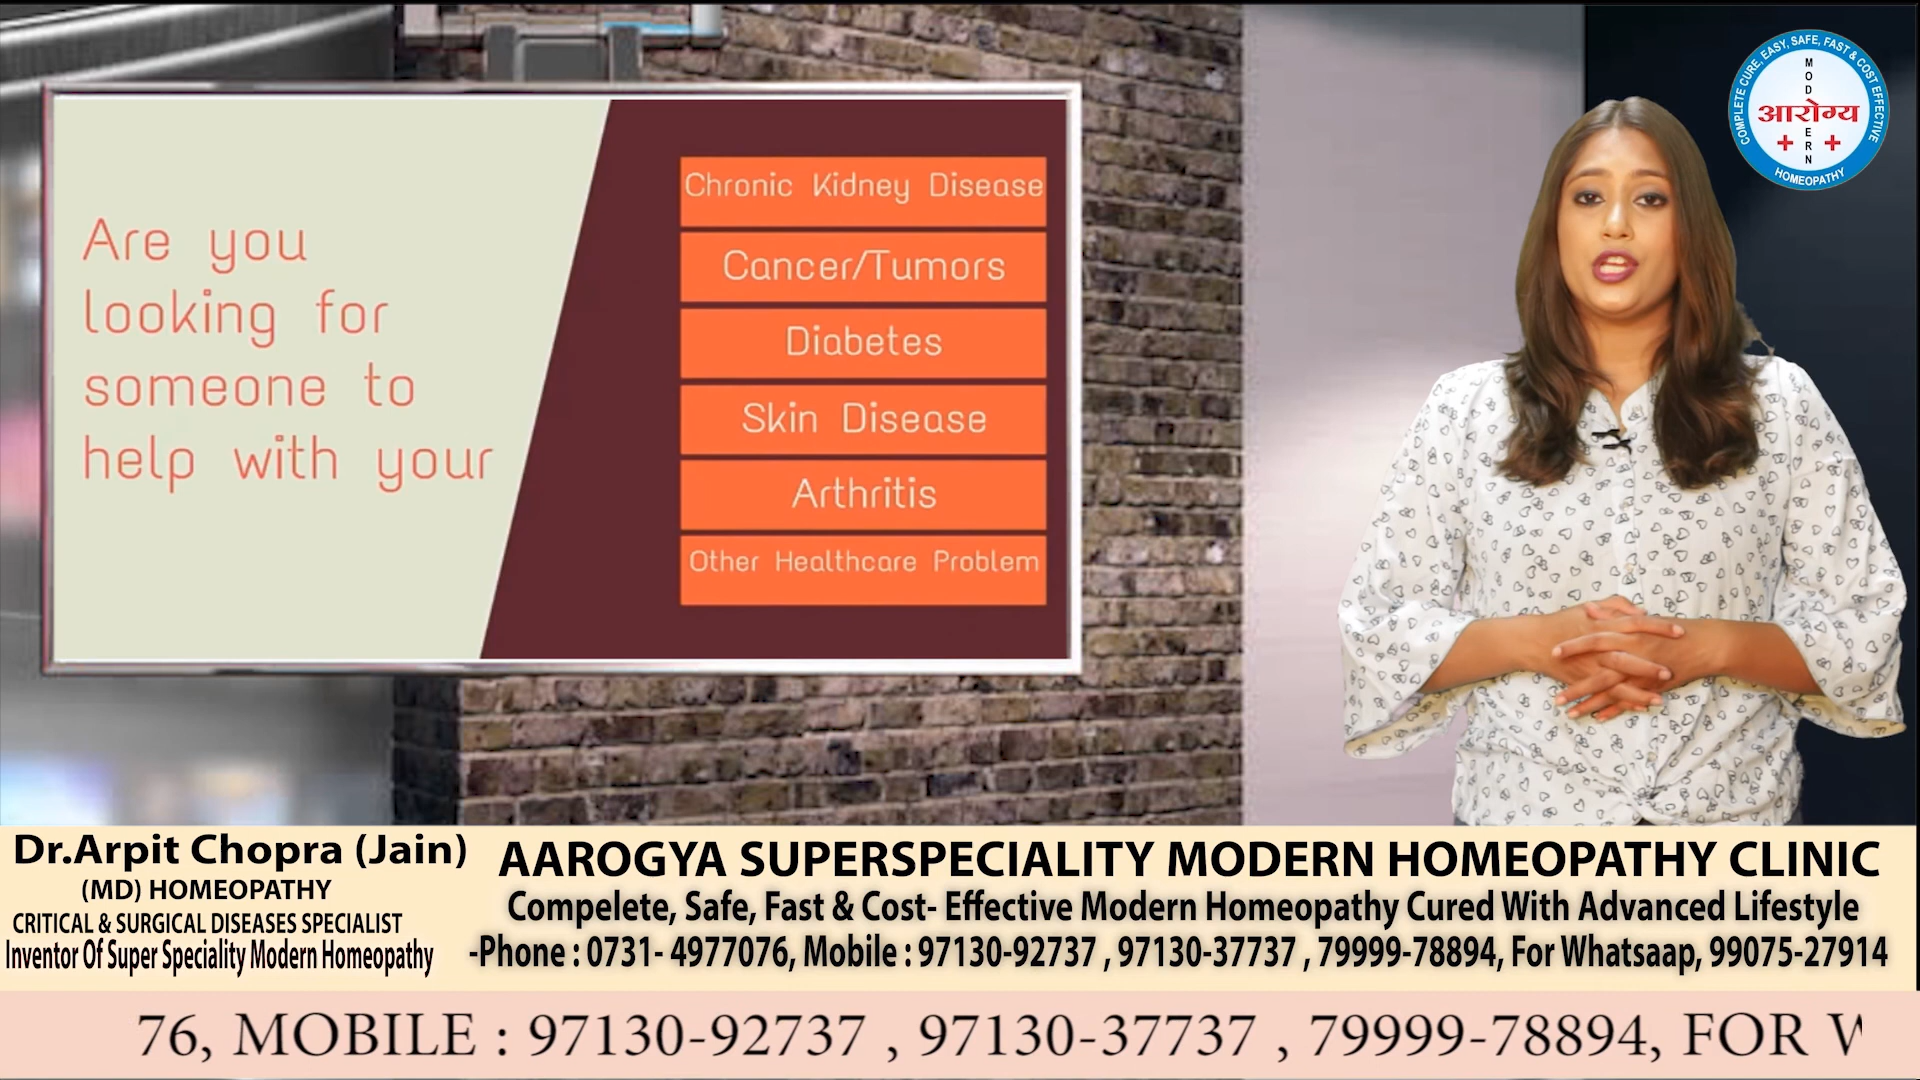 Are you
looking for
someone to
help with your
Chronic Kidney Disease
Cancer/Tumors
Diabetes
Skin Disease
Arthritis
Other Healthcare Problem
COMPLETE CURE, EASY, SAFE, FAST & COST EFFECTIVE
MODERN
आरोग्य
HOMEOPATHY
Dr.Arpit Chopra (Jain)
(MD) HOMEOPATHY
CRITICAL & SURGICAL DISEASES SPECIALIST
Inventor Of Super Speciality Modern Homeopathy
AAROGYA SUPERSPECIALITY MODERN HOMEOPATHY CLINIC
Compelete, Safe, Fast & Cost- Effective Modern Homeopathy Cured With Advanced Lifestyle
-Phone : 0731- 4977076, Mobile : 97130-92737 , 97130-37737 , 79999-78894, For Whatsaap, 99075-27914
76, MOBILE : 97130-92737 , 97130-37737 , 79999-78894, FOR W